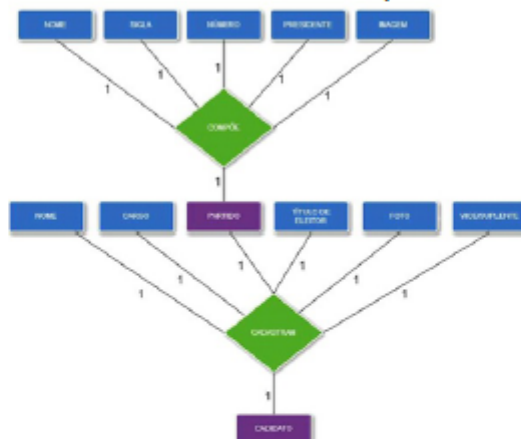 NOME SIGLA NÚMERO PRESIDENTE IMAGEM
1 1 1 1 1
COMPÕE
1
NOME CARGO PARTIDO TÍTULO DE ELEITOR FOTO VICE/SUPLENTE
1 1 1 1 1 1
1
CADIDATO